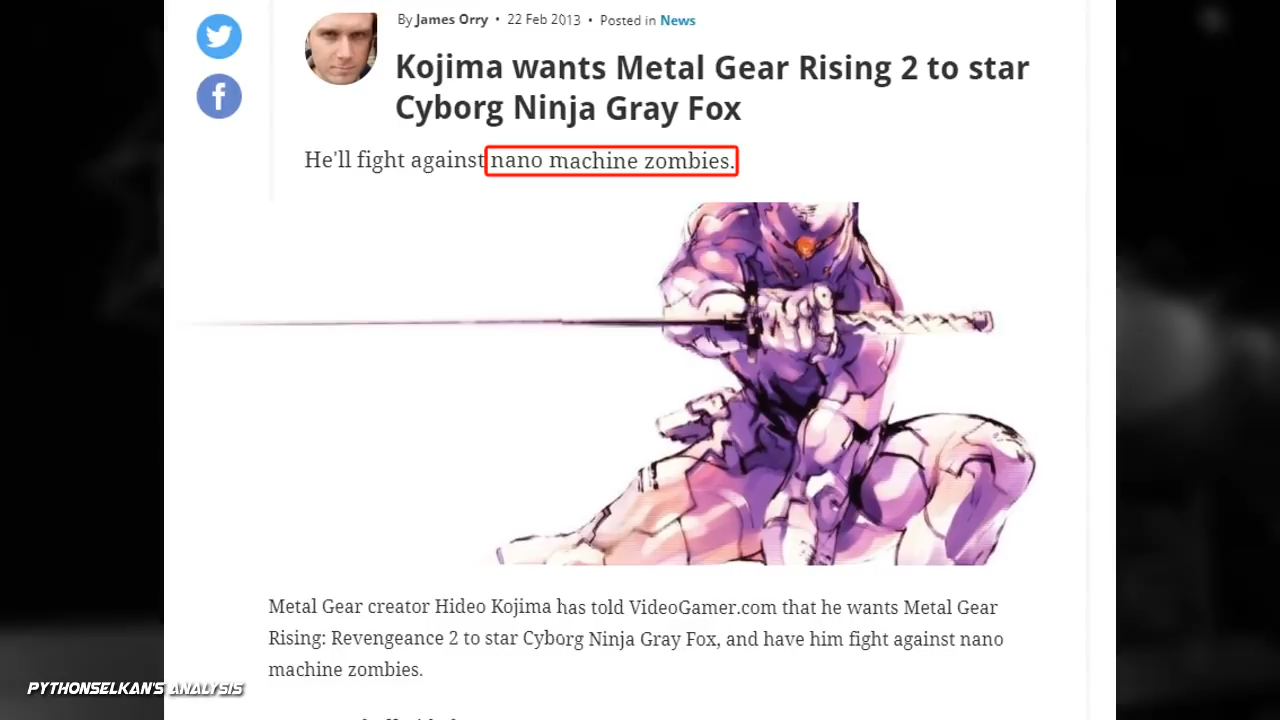 By James Orry • 22 Feb 2013 • Posted in News
Kojima wants Metal Gear Rising 2 to star
Cyborg Ninja Gray Fox
He'll fight against nano machine zombies.
Metal Gear creator Hideo Kojima has told VideoGamer.com that he wants Metal Gear
Rising: Revengeance 2 to star Cyborg Ninja Gray Fox, and have him fight against nano
machine zombies.
PYTHONSELKAN'S ANALYSIS